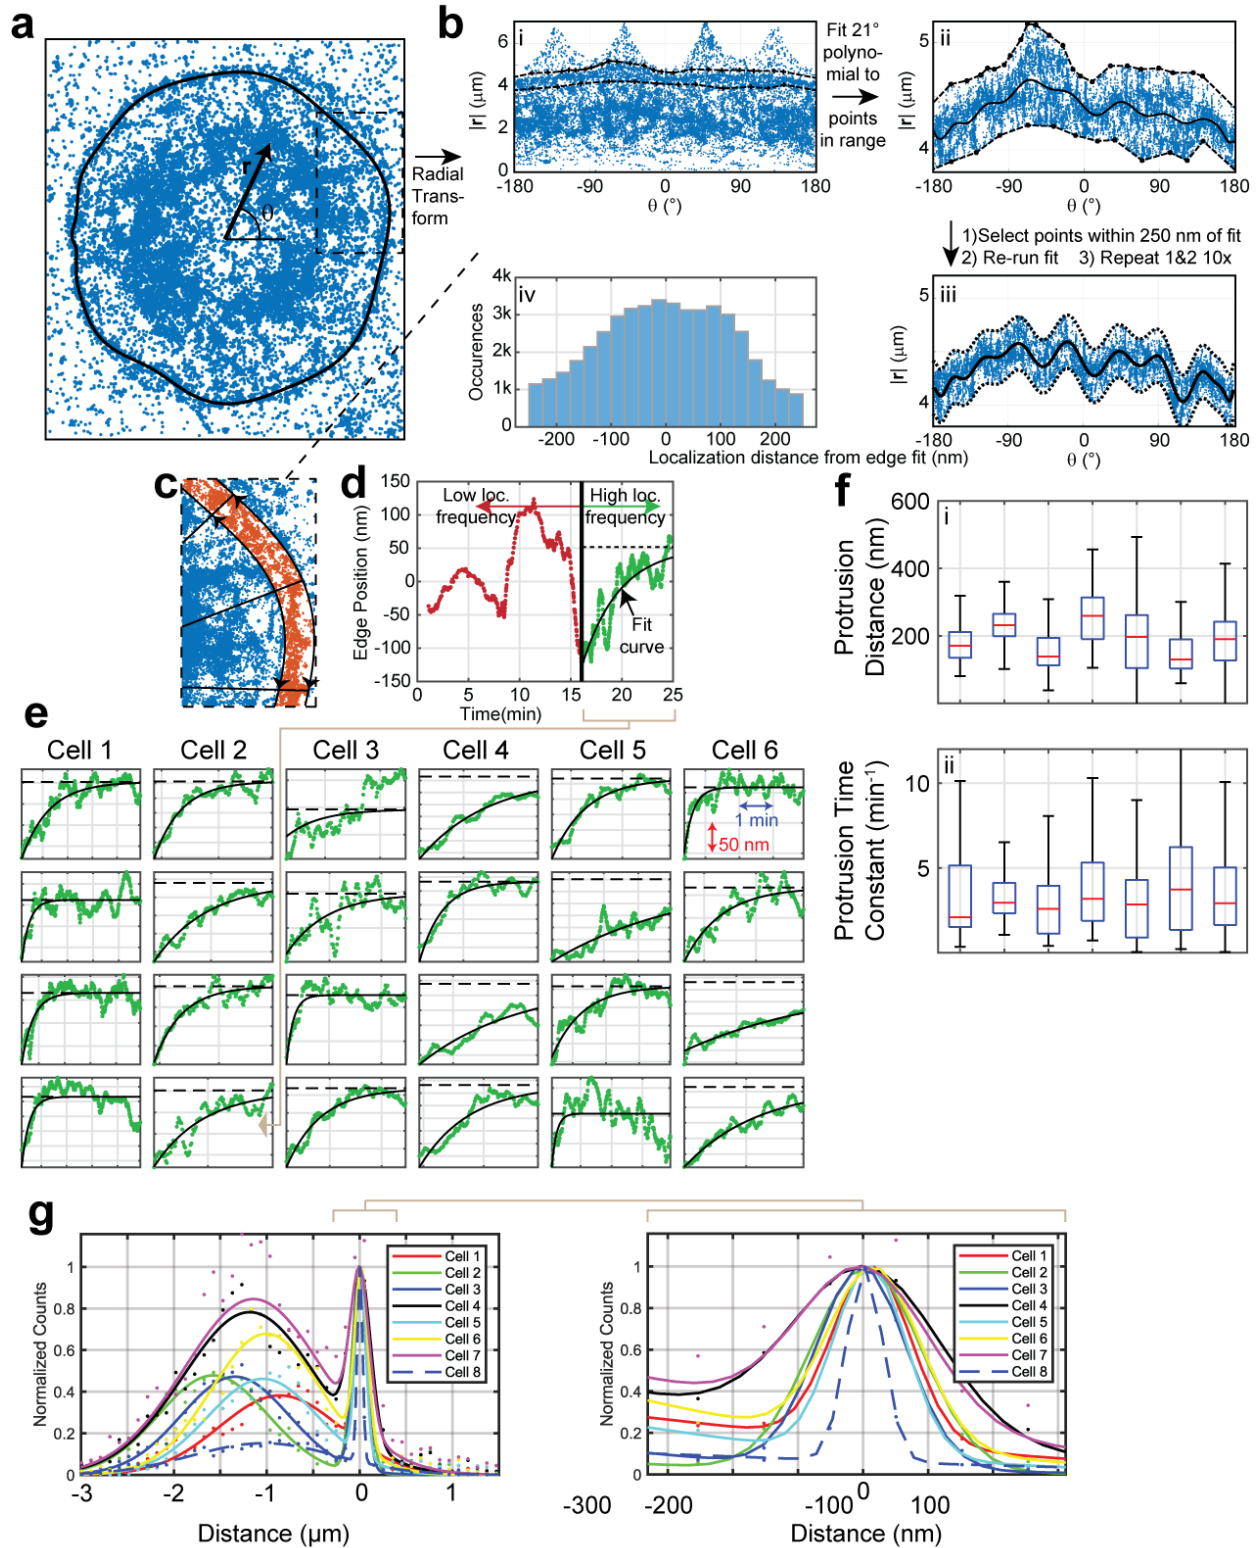 a
r
θ
Radial
Trans-
form
b
i
|r| (µm)
6
4
2
0
-180 -90 0 90 180
θ (°)
Fit 21°
polyno-
mial to
points
in range
ii
|r| (µm)
5
4
-180 -90 0 90 180
θ (°)
1)Select points within 250 nm of fit
2) Re-run fit 3) Repeat 1&2 10x
iii
|r| (µm)
5
4
-180 -90 0 90 180
θ (°)
iv
Occurences
4k
3k
2k
1k
0
-200 -100 0 100 200
Localization distance from edge fit (nm)
c
d
Edge Position (nm)
150
100
50
0
-50
-100
-150
Low loc.
frequency
High loc.
frequency
Fit
curve
0 5 10 15 20 25
Time(min)
e
Cell 1 Cell 2 Cell 3 Cell 4 Cell 5 Cell 6
1 min
50 nm
f
i
Protrusion
Distance (nm)
600
400
200
ii
Protrusion Time
Constant (min-1)
10
5
g
Normalized Counts
1
0.8
0.6
0.4
0.2
0
-3 -2 -1 0 1
Distance (µm)
Cell 1
Cell 2
Cell 3
Cell 4
Cell 5
Cell 6
Cell 7
Cell 8
Normalized Counts
1
0.8
0.6
0.4
0.2
0
-300 -200 -100 0 100
Distance (nm)
Cell 1
Cell 2
Cell 3
Cell 4
Cell 5
Cell 6
Cell 7
Cell 8